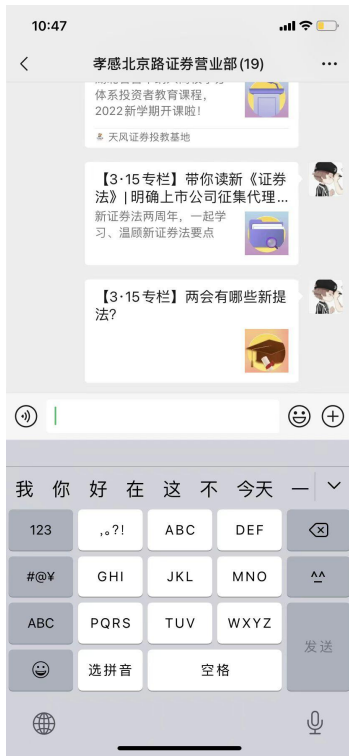 10:47
孝感北京路证券营业部(19)
体系投资者教育课程，
2022新学期开课啦！
天风证券投教基地
【3·15专栏】带你读新《证券
法》| 明确上市公司征集代理...
新证券法两周年，一起学
习、温顾新证券法要点
【3·15专栏】两会有哪些新提
法?
我 你 好 在 这 不 今天 一
123 ,。?! ABC DEF
#@¥ GHI JKL MNO ^^
ABC PQRS TUV WXYZ
发送
选拼音 空格